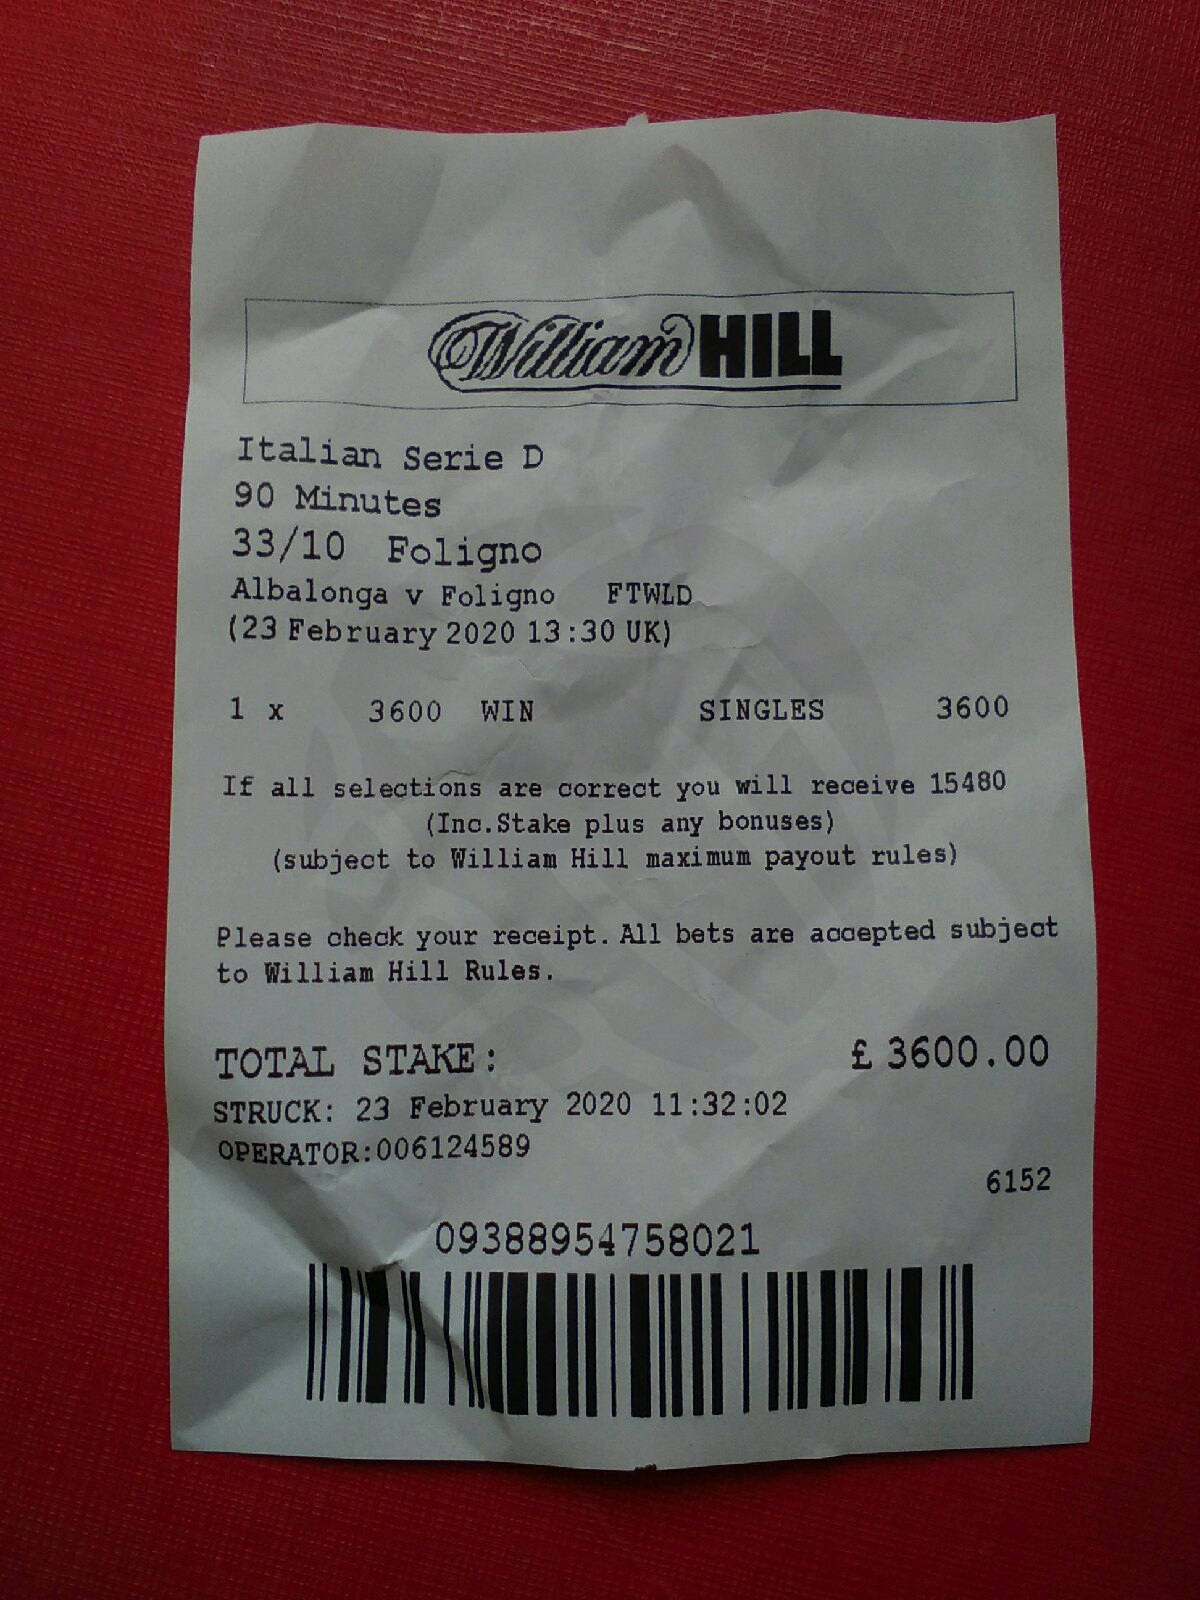 William HILL
Italian Serie D
90 Minutes
33/10 Foligno
Albalonga v Foligno FTWLD
(23 February 2020 13:30 UK)
1 x 3600 WIN SINGLES 3600
If all selections are correct you will receive 15480
(Inc.Stake plus any bonuses)
(subject to William Hill maximum payout rules)
Please check your receipt. All bets are accepted subject
to William Hill Rules.
TOTAL STAKE: £ 3600.00
STRUCK: 23 February 2020 11:32:02
OPERATOR:006124589
6152
09388954758021